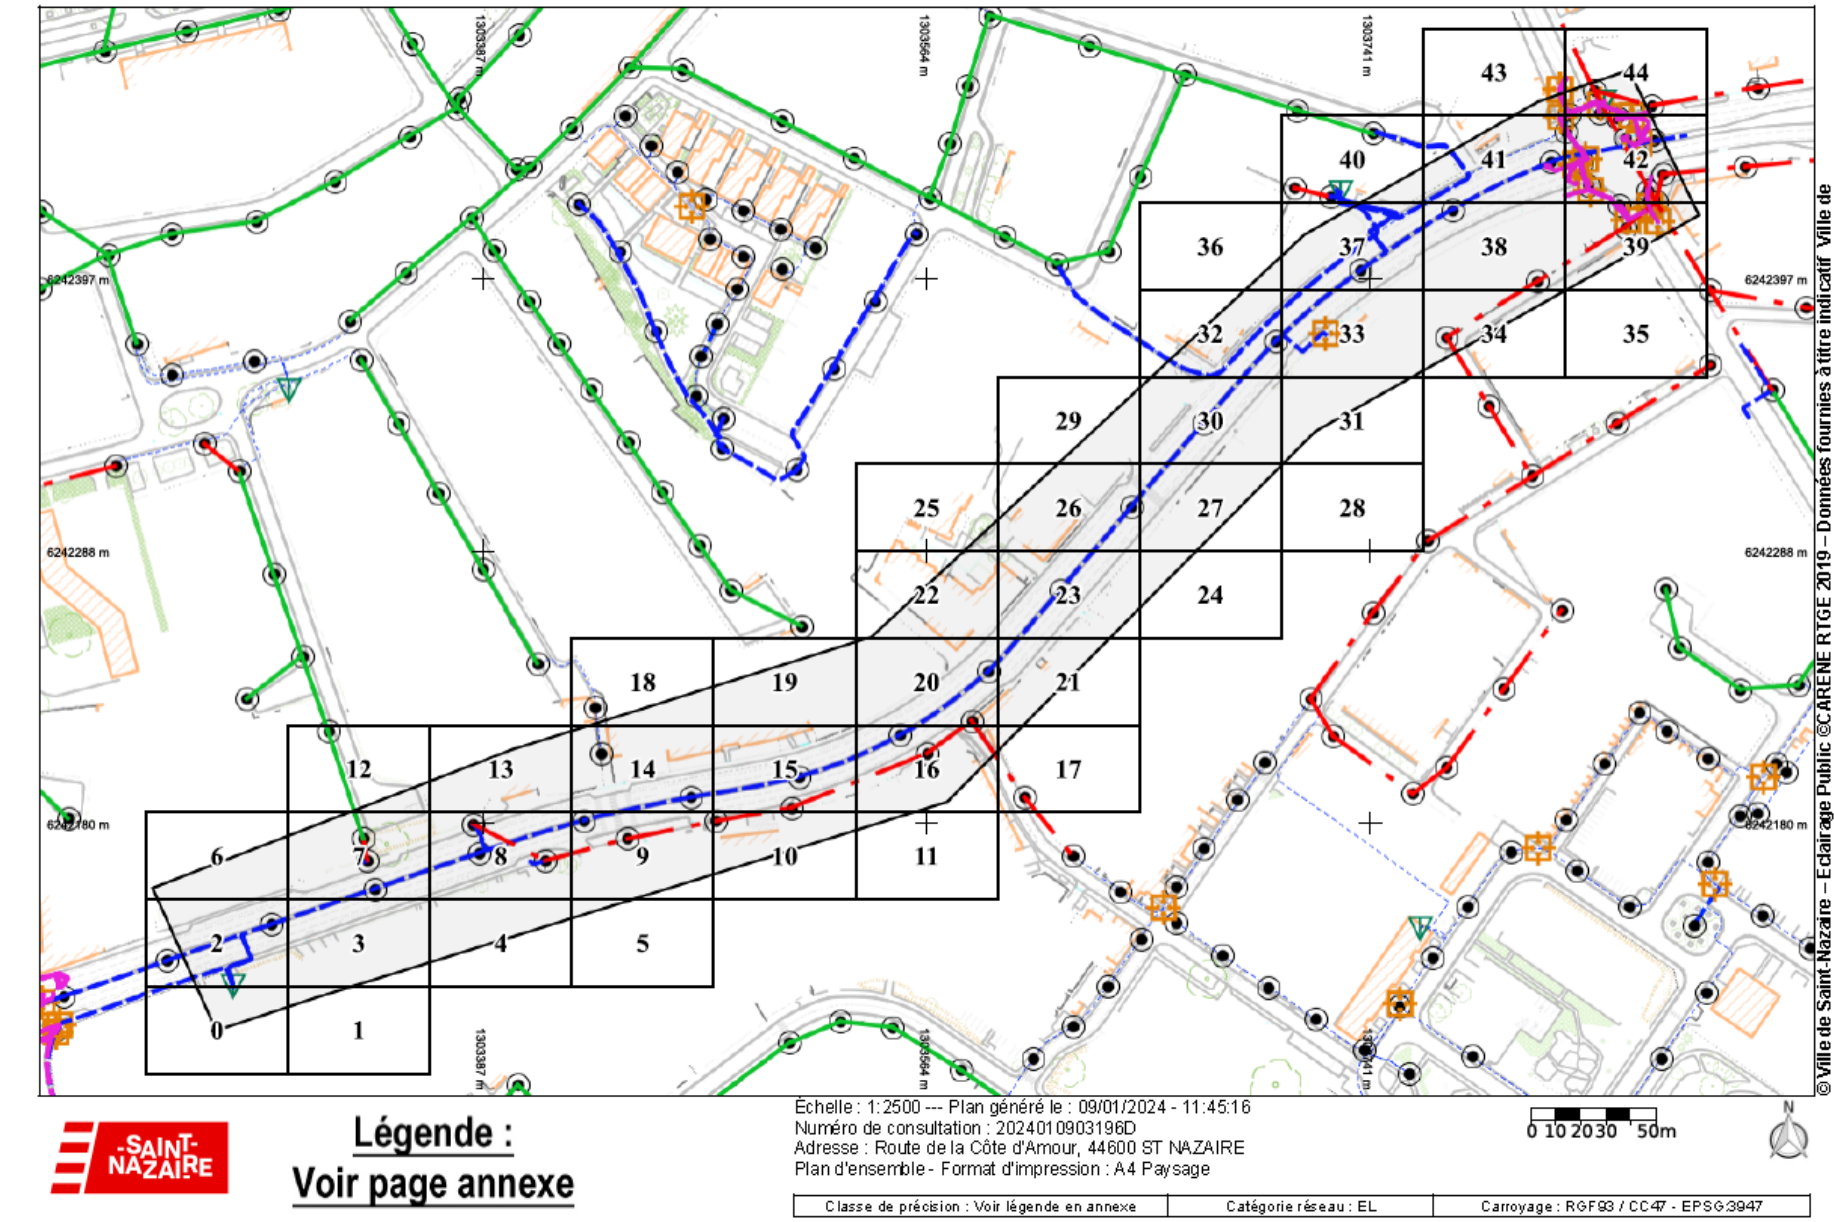 1303387 m
1303564 m
1303741 m
43
44
40
41
42
36
37
38
39
6242397 m
6242397 m
32
33
34
35
29
30
31
25
26
27
28
6242288 m
6242288 m
22
23
24
18
19
20
21
12
13
14
15
16
17
6242180 m
6242180 m
6
7
8
9
10
11
2
3
4
5
0
1
1303387 m
1303564 m
1303741 m
© Ville de Saint-Nazaire – Eclairage Public ©CARENE RTGE 2019 – Données fournies à titre indicatif Ville de
-SAINT-
NAZAIRE
Légende :
Voir page annexe
Échelle : 1:2500 --- Plan généré le : 09/01/2024 - 11:45:16
Numéro de consultation : 2024010903196D
Adresse : Route de la Côte d'Amour, 44600 ST NAZAIRE
Plan d'ensemble - Format d'impression : A4 Paysage
Classe de précision : Voir légende en annexe
Catégorie réseau : EL
Carroyage : RGF93 / CC47 - EPSG:3947
0 10 20 30 50m
N